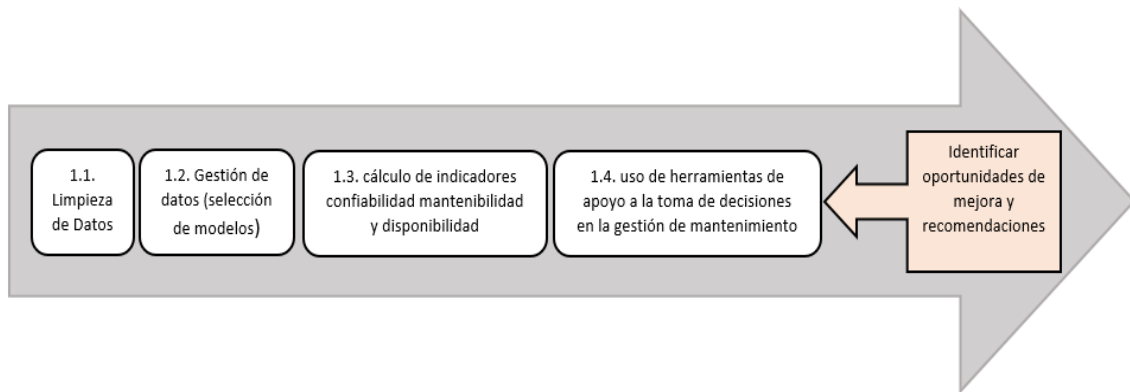 1.1.
Limpieza
de Datos
1.2. Gestión de
datos (selección
de modelos)
1.3. cálculo de indicadores
confiabilidad mantenibilidad
y disponibilidad
1.4. uso de herramientas de
apoyo a la toma de decisiones
en la gestión de mantenimiento
Identificar
oportunidades de
mejora y
recomendaciones